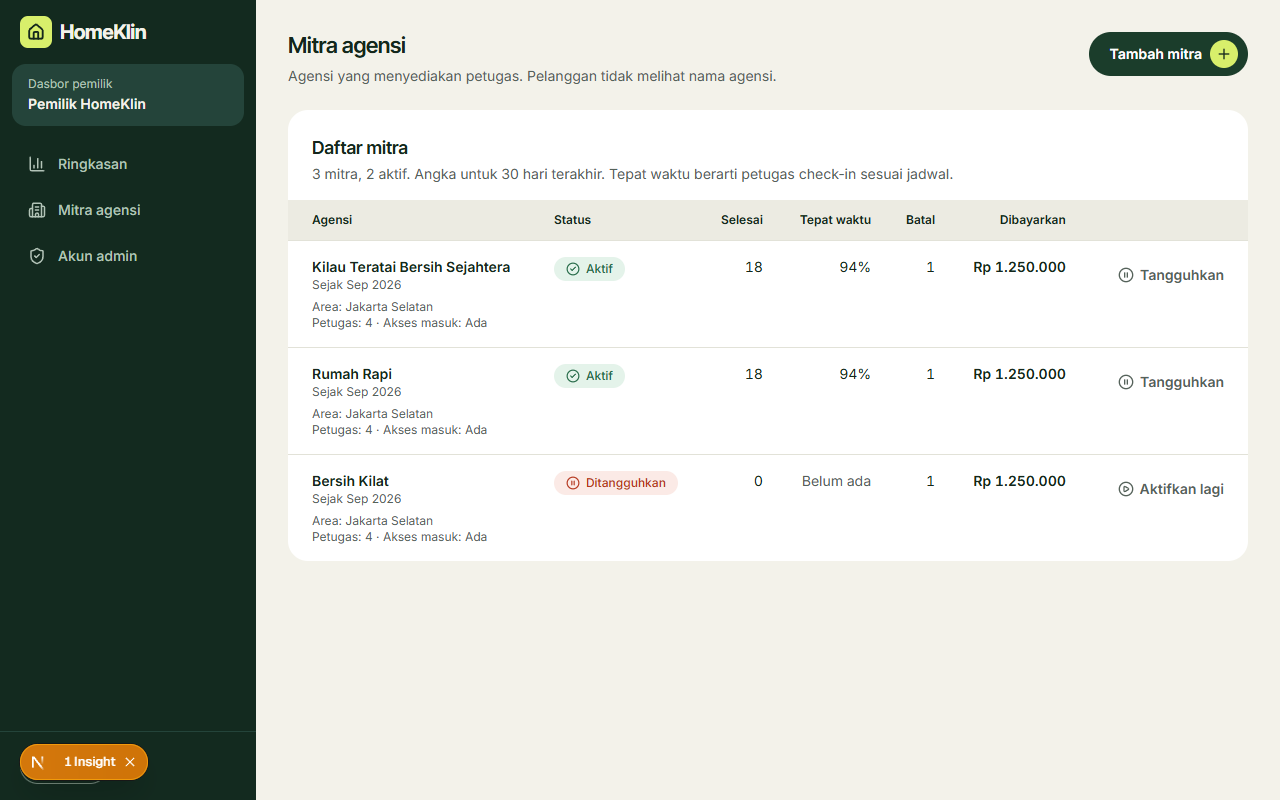 HomeKlin
Dasbor pemilik
Pemilik HomeKlin
Ringkasan
Mitra agensi
Akun admin
1 Insight
Mitra agensi
Agensi yang menyediakan petugas. Pelanggan tidak melihat nama agensi.
Tambah mitra
Daftar mitra
3 mitra, 2 aktif. Angka untuk 30 hari terakhir. Tepat waktu berarti petugas check-in sesuai jadwal.
Agensi Status Selesai Tepat waktu Batal Dibayarkan
Kilau Teratai Bersih Sejahtera Aktif 18 94% 1 Rp 1.250.000 Tangguhkan
Sejak Sep 2026
Area: Jakarta Selatan
Petugas: 4 · Akses masuk: Ada
Rumah Rapi Aktif 18 94% 1 Rp 1.250.000 Tangguhkan
Sejak Sep 2026
Area: Jakarta Selatan
Petugas: 4 · Akses masuk: Ada
Bersih Kilat Ditangguhkan 0 Belum ada 1 Rp 1.250.000 Aktifkan lagi
Sejak Sep 2026
Area: Jakarta Selatan
Petugas: 4 · Akses masuk: Ada